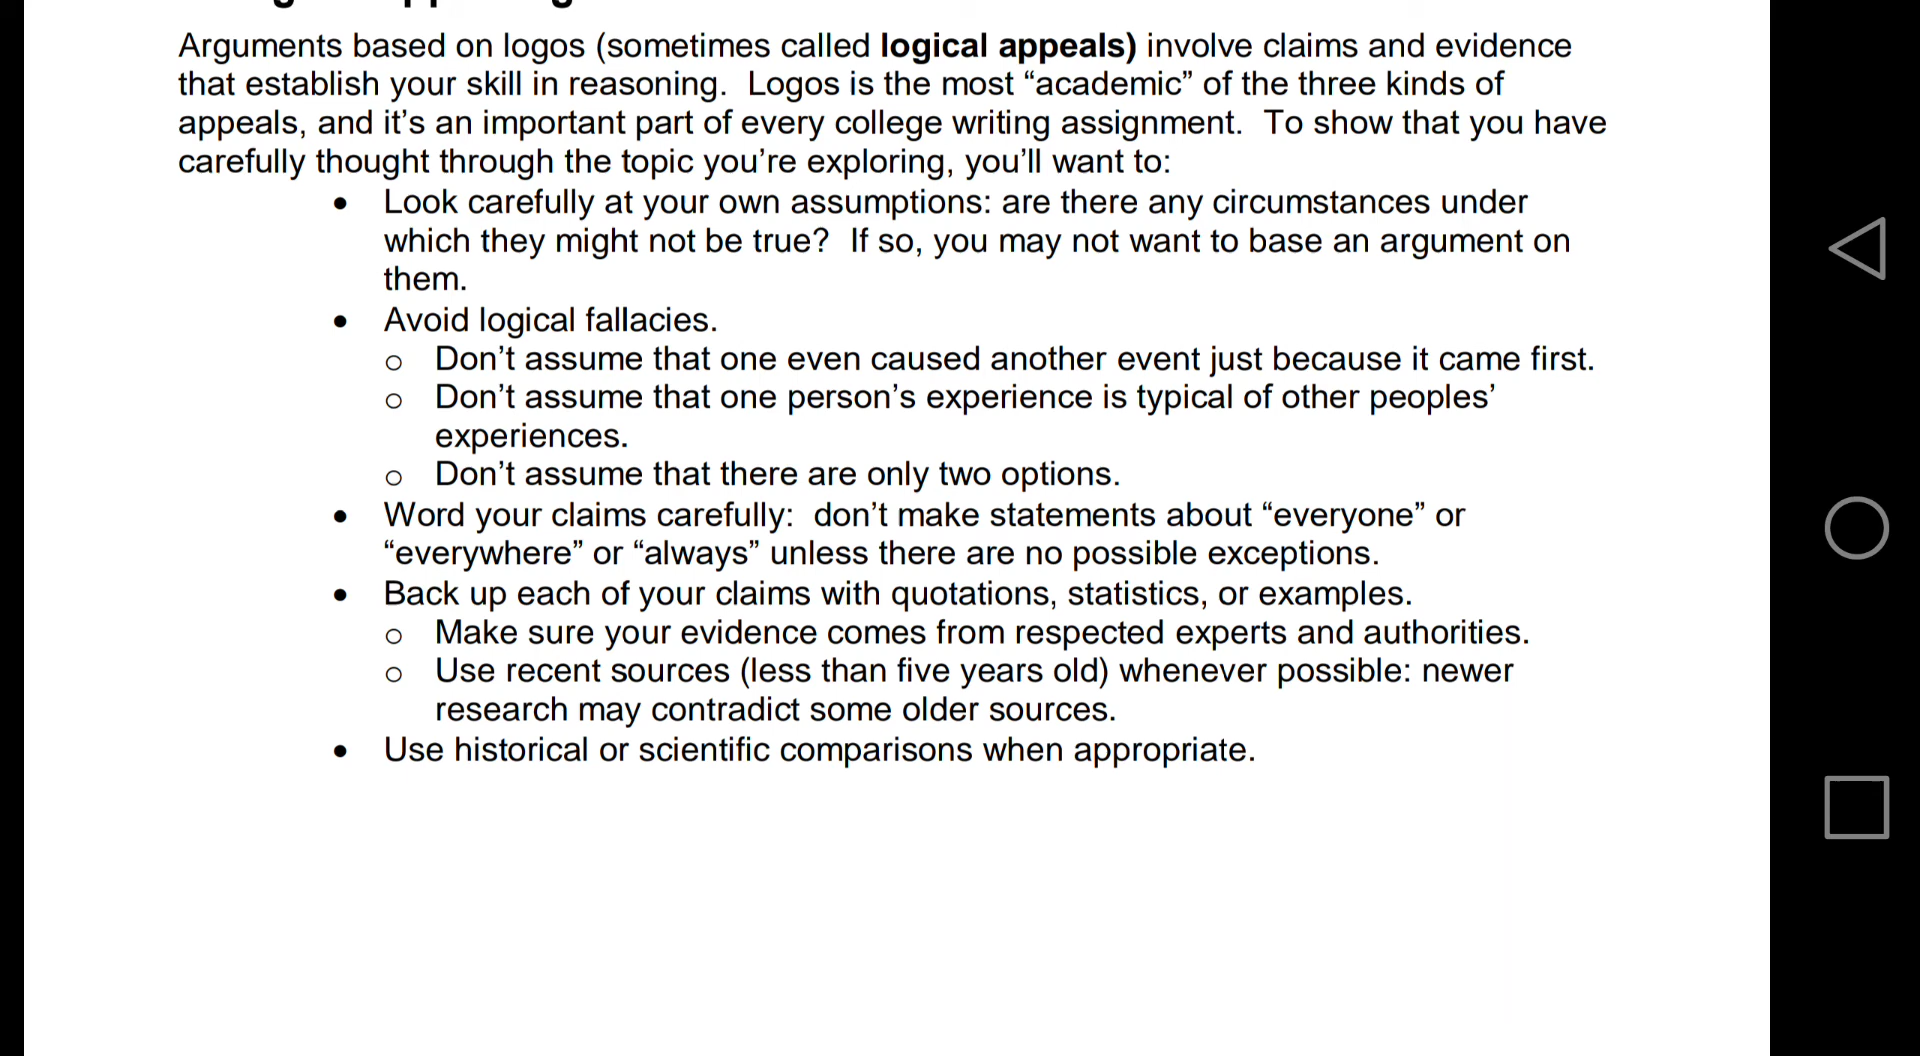 Arguments based on logos (sometimes called logical appeals) involve claims and evidence
that establish your skill in reasoning.  Logos is the most “academic” of the three kinds of
appeals, and it’s an important part of every college writing assignment.  To show that you have
carefully thought through the topic you’re exploring, you’ll want to:
• Look carefully at your own assumptions: are there any circumstances under
which they might not be true?  If so, you may not want to base an argument on
them.
• Avoid logical fallacies.
o Don’t assume that one even caused another event just because it came first.
o Don’t assume that one person’s experience is typical of other peoples’
experiences.
o Don’t assume that there are only two options.
• Word your claims carefully:  don’t make statements about “everyone” or
“everywhere” or “always” unless there are no possible exceptions.
• Back up each of your claims with quotations, statistics, or examples.
o Make sure your evidence comes from respected experts and authorities.
o Use recent sources (less than five years old) whenever possible: newer
research may contradict some older sources.
• Use historical or scientific comparisons when appropriate.